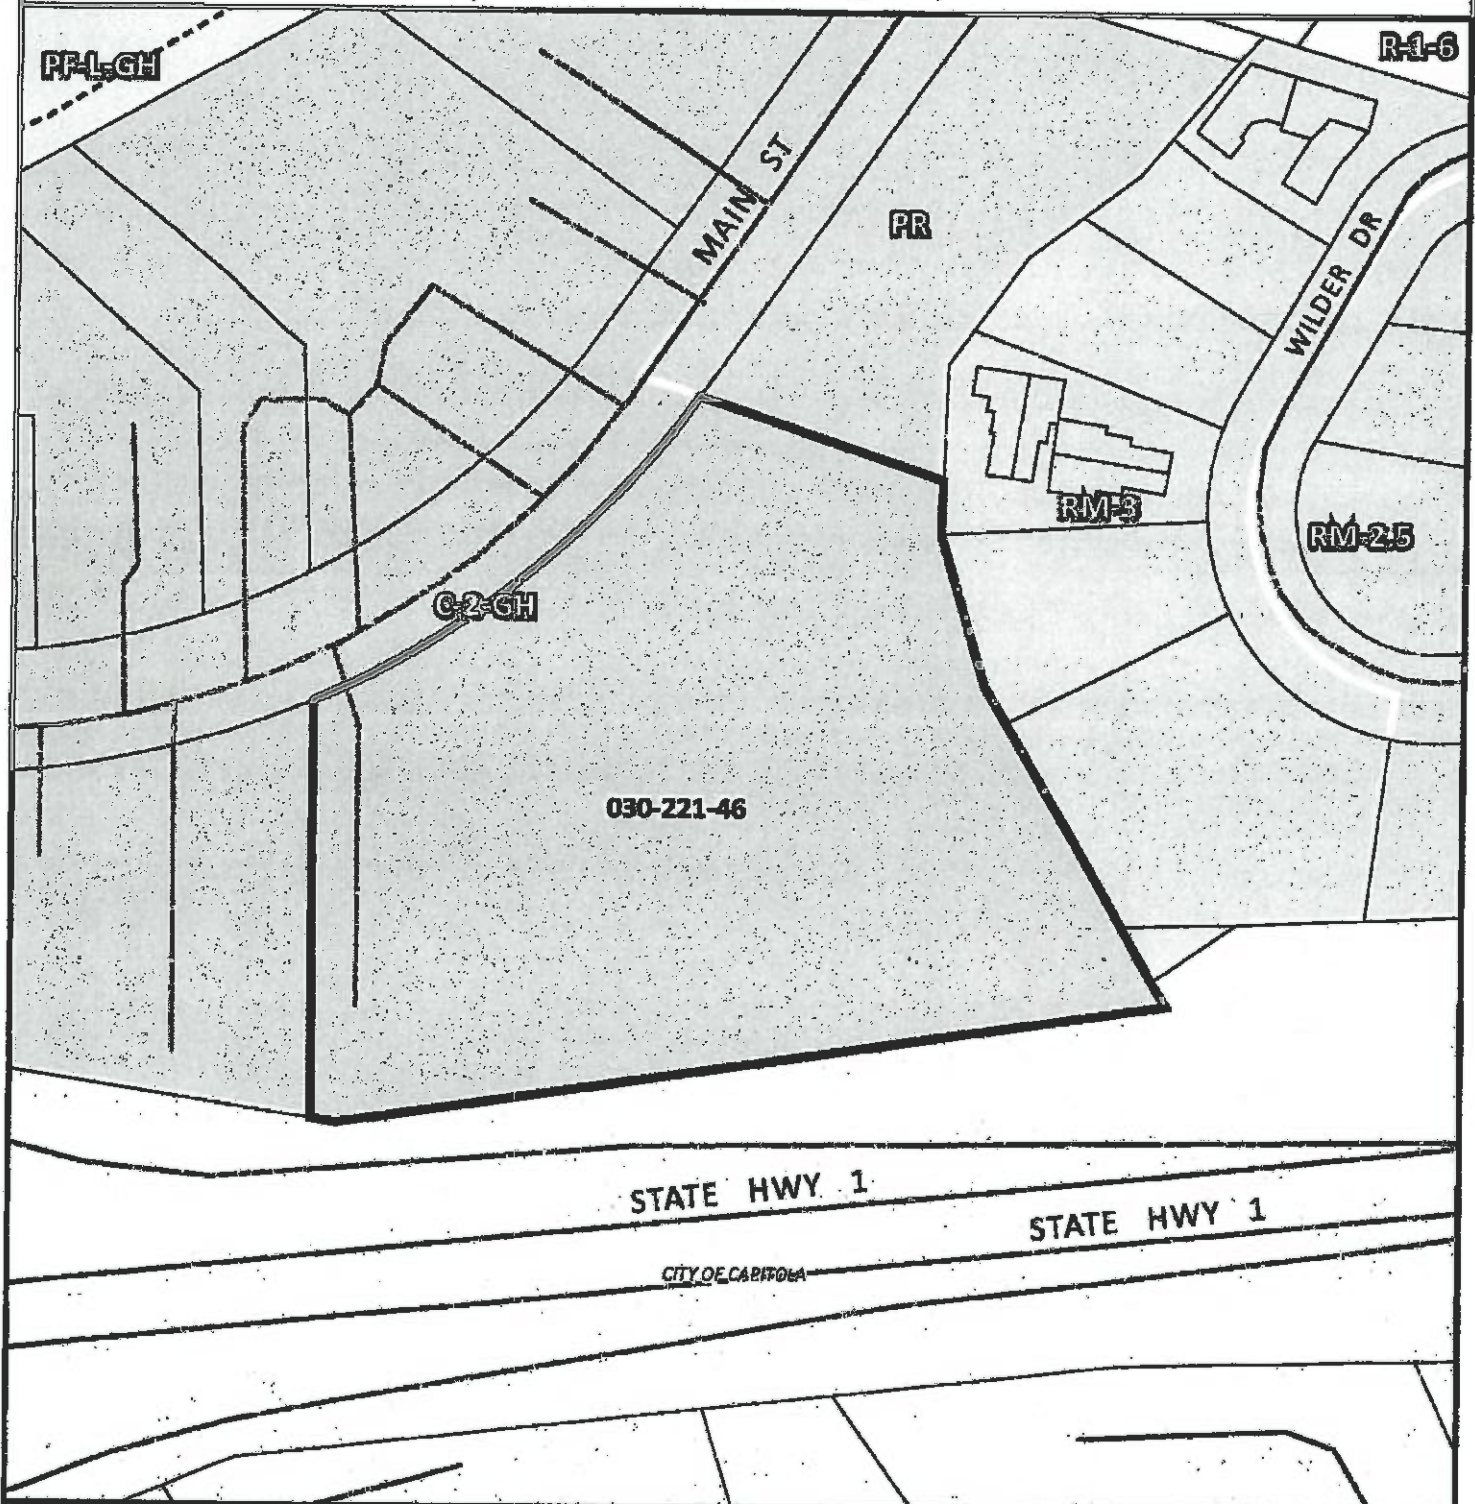 PF-L-GH
R-1-6
MAIN ST
PR
WILDER DR
RM-3
RM-2.5
C-2-GH
030-221-46
STATE HWY 1
STATE HWY 1
CITY OF CAPITOLA